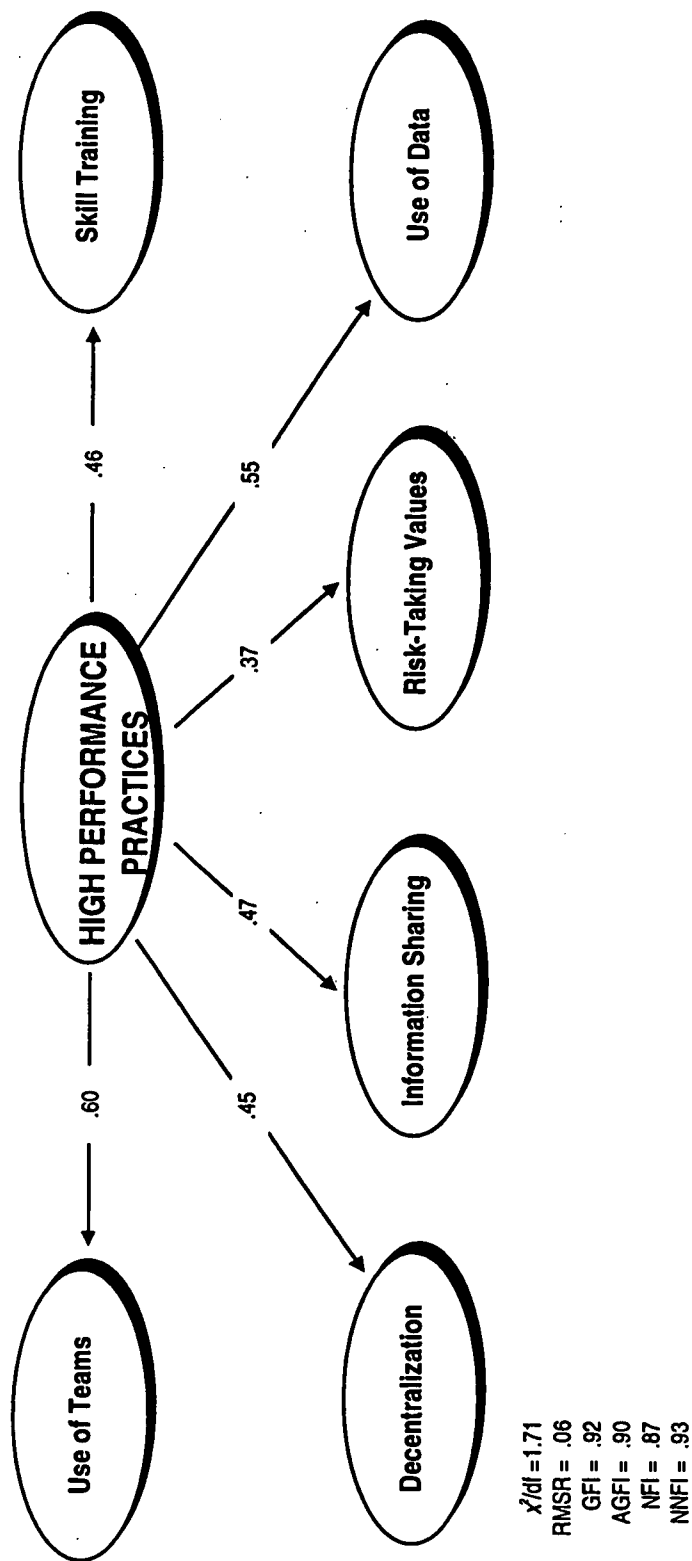 Use of Teams
.60
HIGH PERFORMANCE
PRACTICES
.46
Skill Training
.45
.47
.37
.55
Decentralization
Information Sharing
Risk-Taking Values
Use of Data
χ²/df =1.71
RMSR = .06
GFI = .92
AGFI = .90
NFI = .87
NNFI = .93